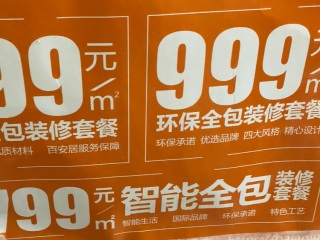 99元/m²
包装修套餐
质材料 百安居服务保障
999元/m²
环保全包装修套餐
环保承诺 优选品牌 四大风格 精心设计
799元/m²
智能全包装修套餐
智能生活 国际品牌 环保承诺 特色工艺